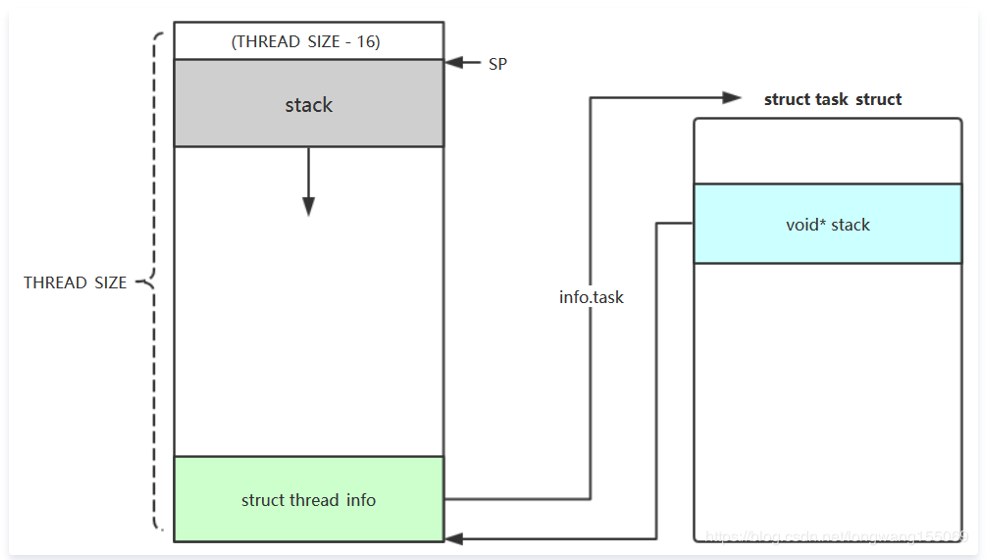 (THREAD SIZE - 16)
SP
stack
struct task struct
void* stack
THREAD SIZE
info.task
struct thread info